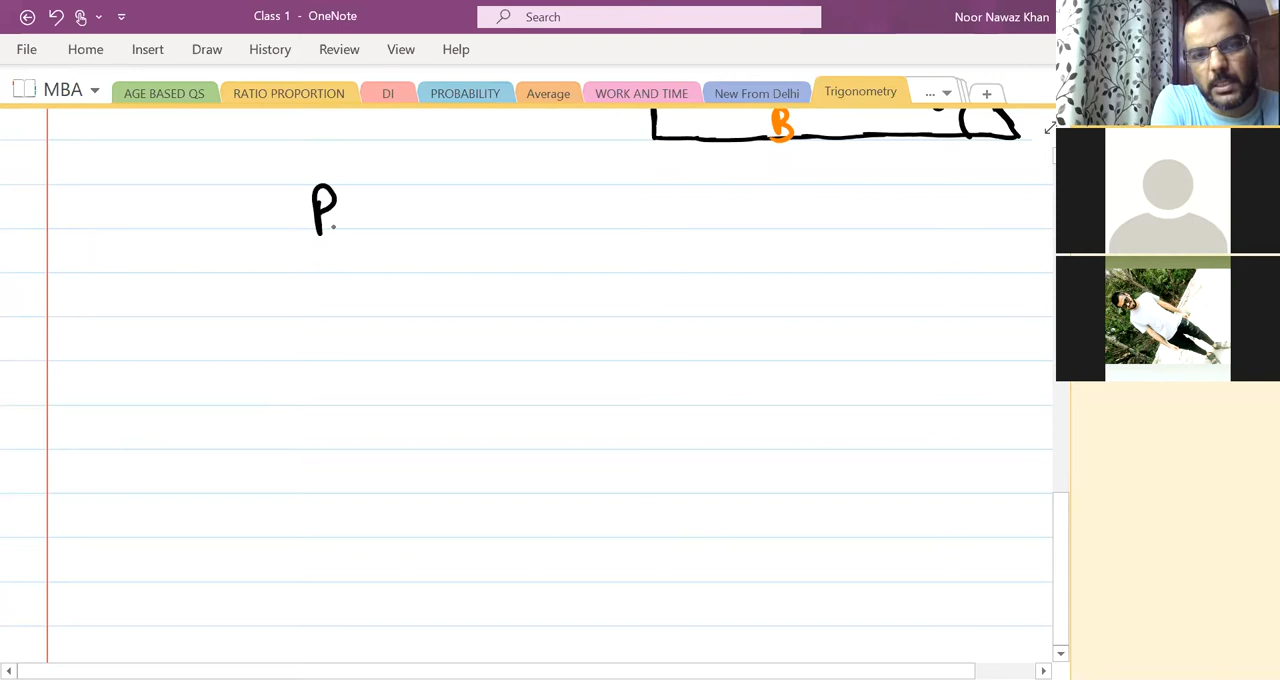 Class 1 - OneNote
Search
Noor Nawaz Khan
File Home Insert Draw History Review View Help
MBA AGE BASED QS RATIO PROPORTION DI PROBABILITY Average WORK AND TIME New From Delhi Trigonometry ... +
B
P